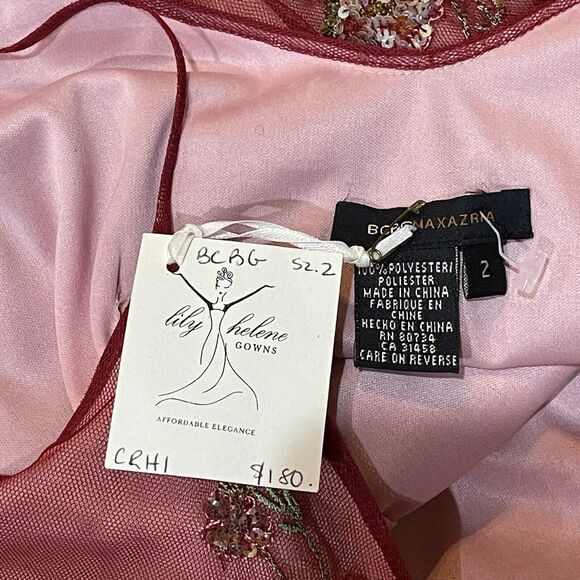 BCBG SZ.2
lily helene
GOWNS
AFFORDABLE ELEGANCE
CRH1 $180.
BCBGMAXAZRIA
2
100%POLYESTER/
POLIESTER
MADE IN CHINA
FABRIQUE EN
CHINE
HECHO EN CHINA
RN 80734
CA 31458
CARE ON REVERSE